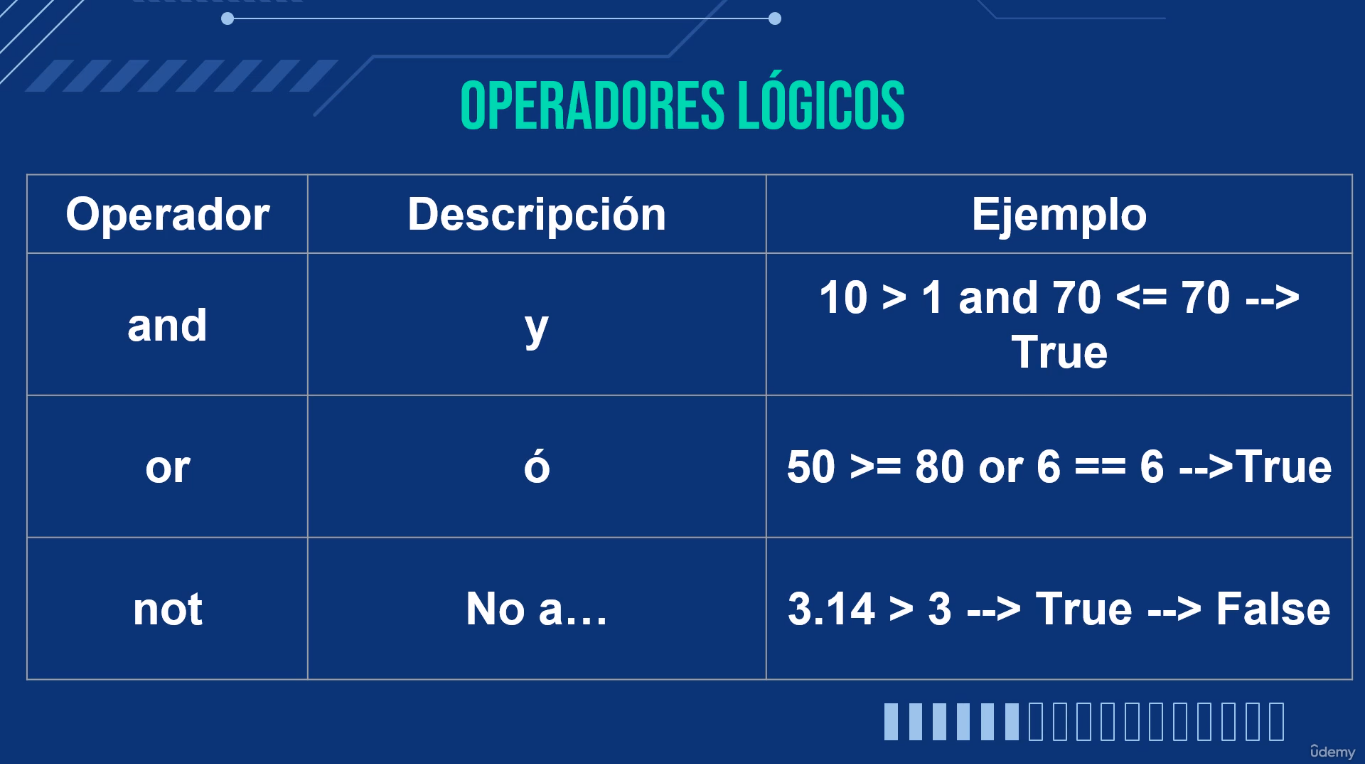 OPERADORES LÓGICOS
Operador
Descripción
Ejemplo
and
y
10 > 1 and 70 <= 70 -->
True
or
ó
50 >= 80 or 6 == 6 -->True
not
No a…
3.14 > 3 --> True --> False
ûdemy